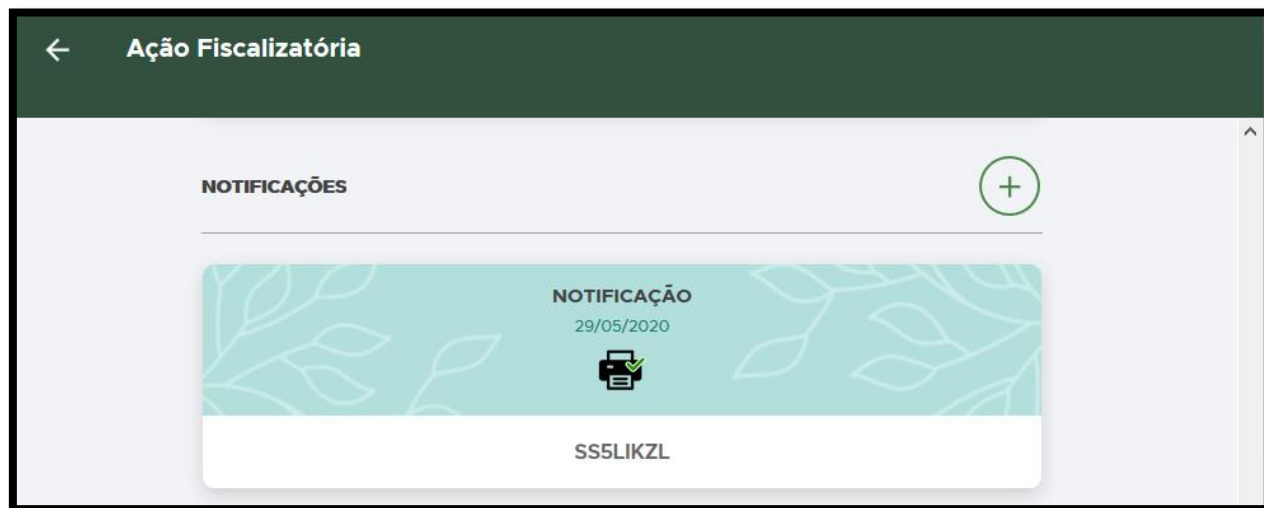 Ação Fiscalizatória
NOTIFICAÇÕES
NOTIFICAÇÃO
29/05/2020
SS5LIKZL